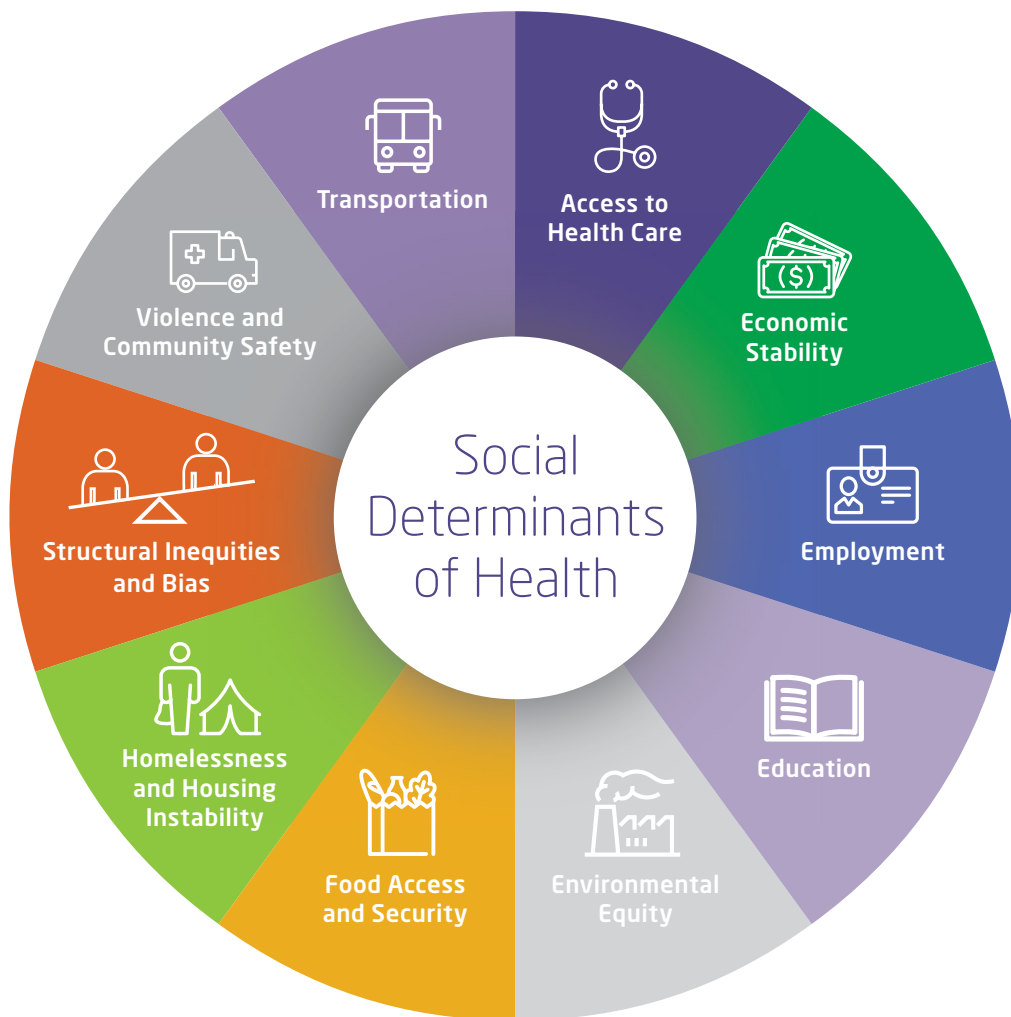 Social
Determinants
of Health
Access to
Health Care
Economic
Stability
($)
Employment
Education
Environmental
Equity
Food Access
and Security
Homelessness
and Housing
Instability
Structural Inequities
and Bias
Violence and
Community Safety
Transportation